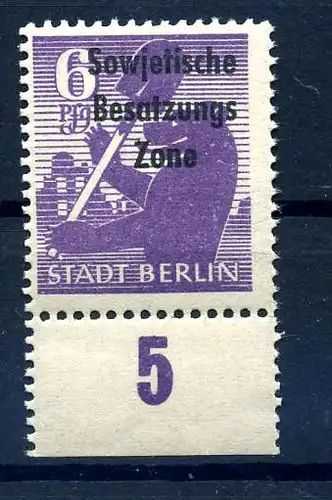 6
Pfg
Sowjetische
Besatzungs
Zone
STADT BERLIN
5